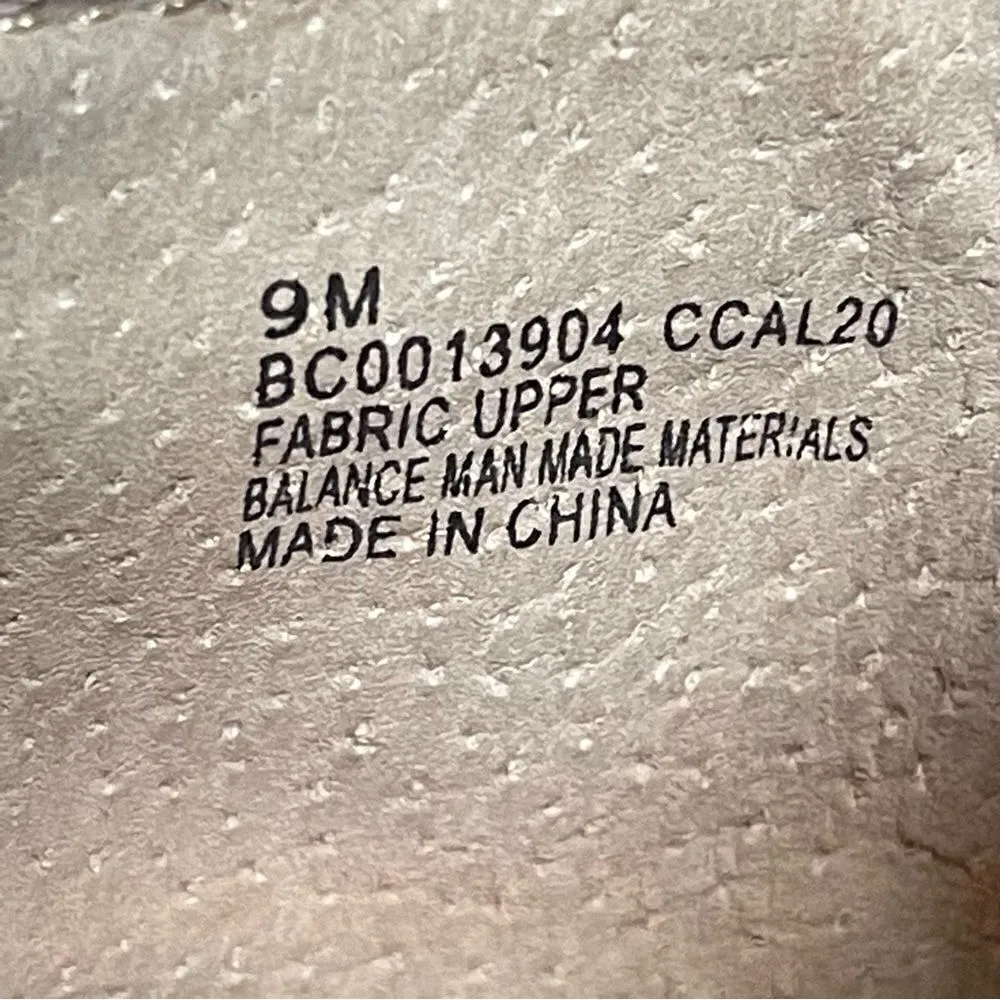 9M
BC0013904 CCAL20
FABRIC UPPER
BALANCE MAN MADE MATERIALS
MADE IN CHINA